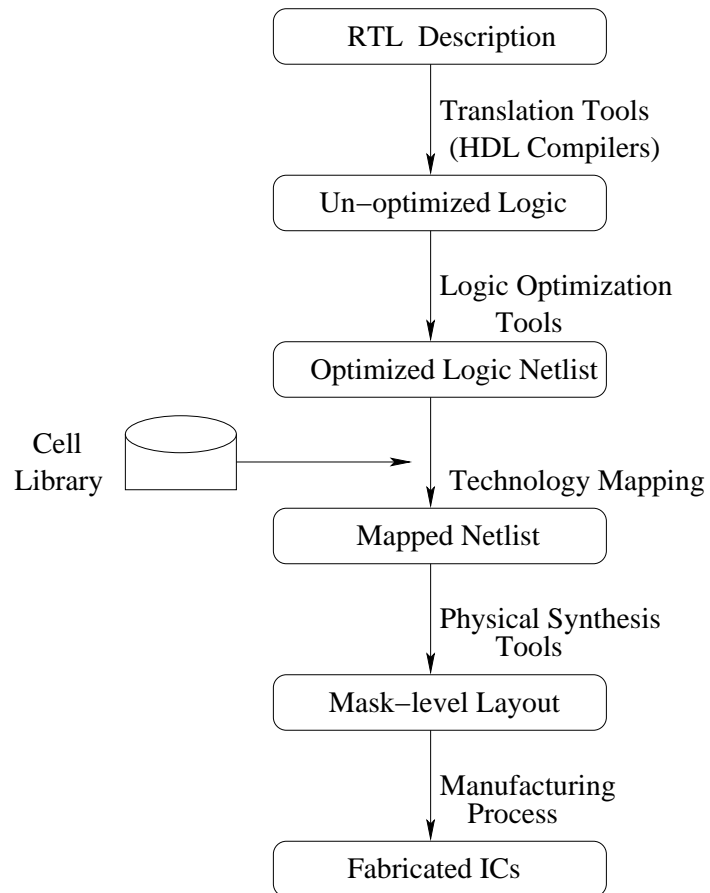 RTL Description
Translation Tools
(HDL Compilers)
Un−optimized Logic
Logic Optimization
Tools
Optimized Logic Netlist
Cell
Library
Technology Mapping
Mapped Netlist
Physical Synthesis
Tools
Mask−level Layout
Manufacturing
Process
Fabricated ICs